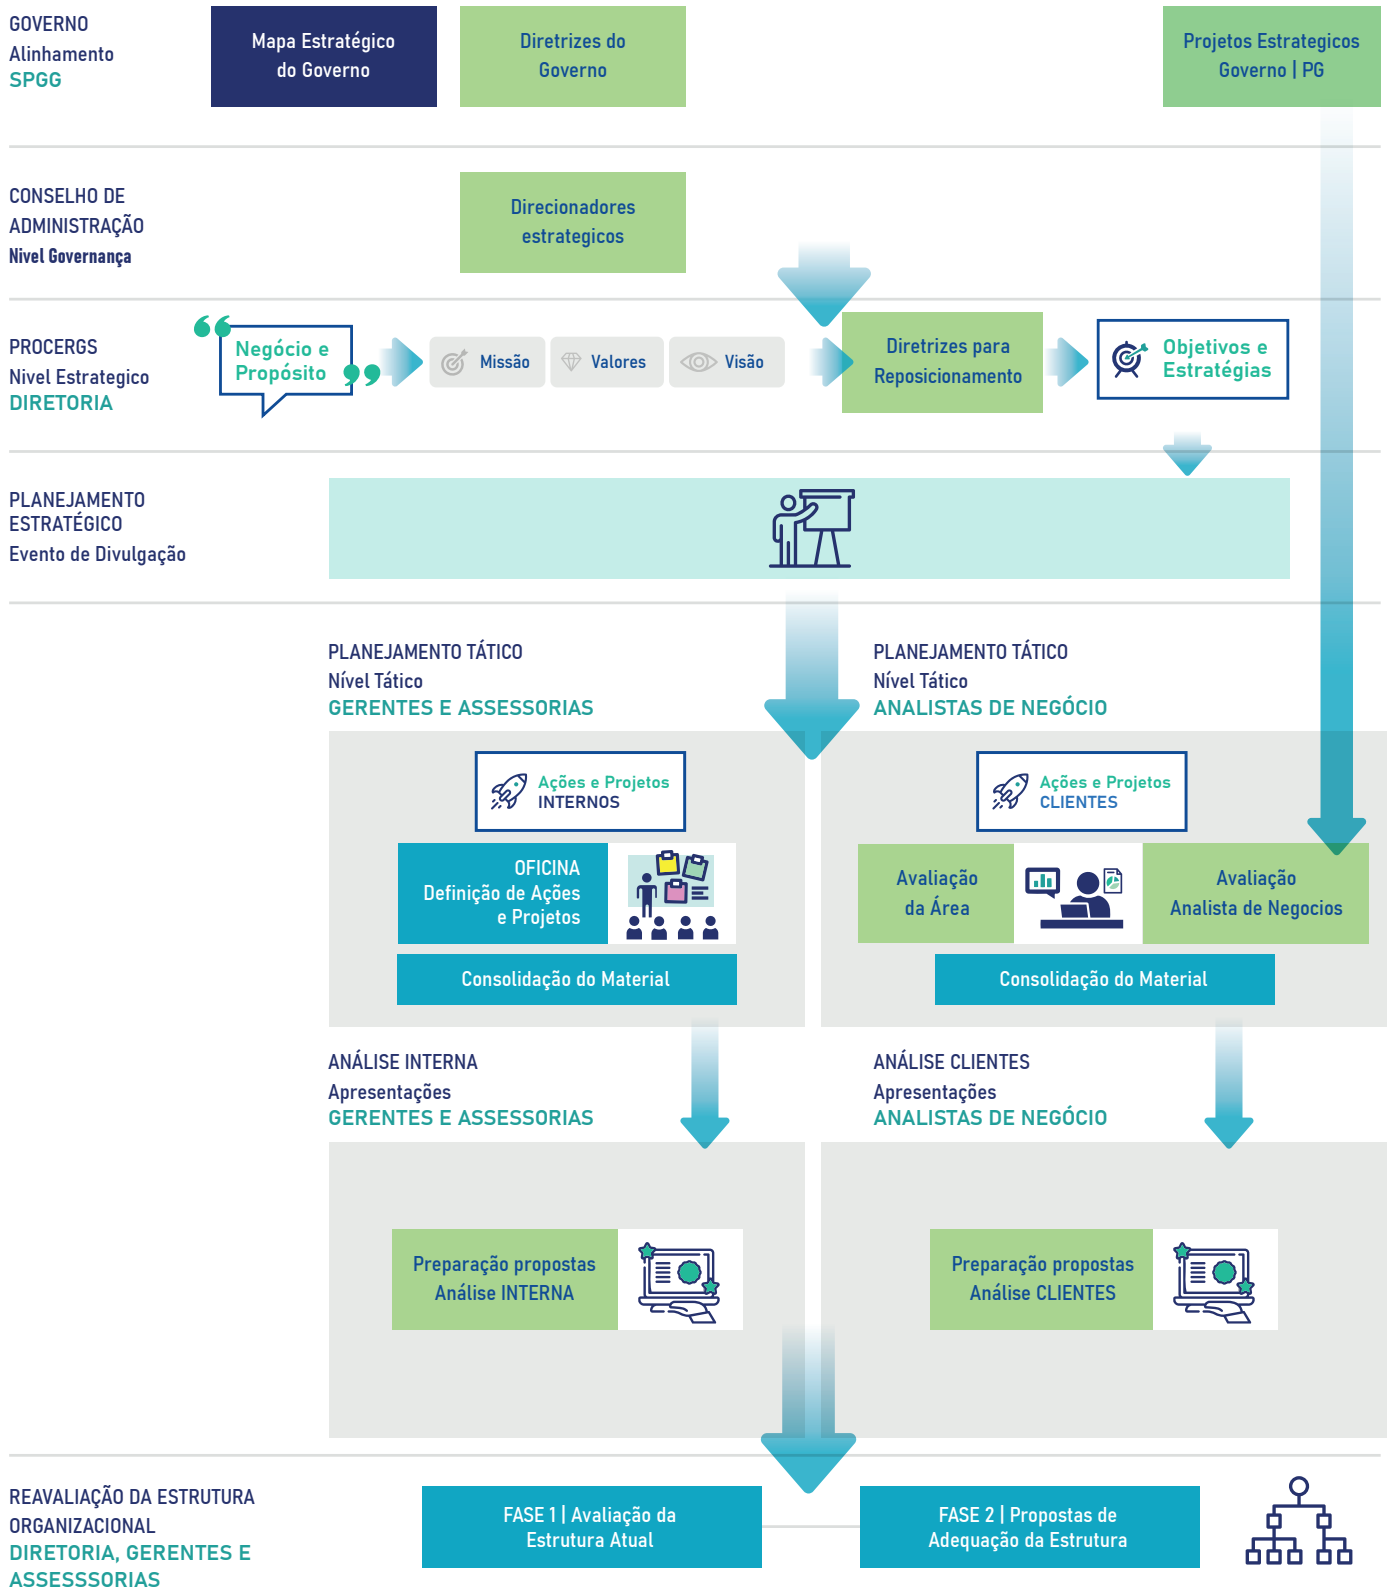 GOVERNO
Alinhamento
SPGG
Mapa Estratégico
do Governo
Diretrizes do
Governo
Projetos Estrategicos
Governo | PG
CONSELHO DE
ADMINISTRAÇÃO
Nivel Governança
Direcionadores
estrategicos
PROCERGS
Nivel Estrategico
DIRETORIA
“Negócio e
Propósito”
Missão
Valores
Visão
Diretrizes para
Reposicionamento
Objetivos e
Estratégias
PLANEJAMENTO
ESTRATÉGICO
Evento de Divulgação
PLANEJAMENTO TÁTICO
Nível Tático
GERENTES E ASSESSORIAS
PLANEJAMENTO TÁTICO
Nível Tático
ANALISTAS DE NEGÓCIO
Ações e Projetos
INTERNOS
OFICINA
Definição de Ações
e Projetos
Consolidação do Material
Ações e Projetos
CLIENTES
Avaliação
da Área
Avaliação
Analista de Negocios
Consolidação do Material
ANÁLISE INTERNA
Apresentações
GERENTES E ASSESSORIAS
ANÁLISE CLIENTES
Apresentações
ANALISTAS DE NEGÓCIO
Preparação propostas
Análise INTERNA
Preparação propostas
Análise CLIENTES
REAVALIAÇÃO DA ESTRUTURA
ORGANIZACIONAL
DIRETORIA, GERENTES E
ASSESSSORIAS
FASE 1 | Avaliação da
Estrutura Atual
FASE 2 | Propostas de
Adequação da Estrutura